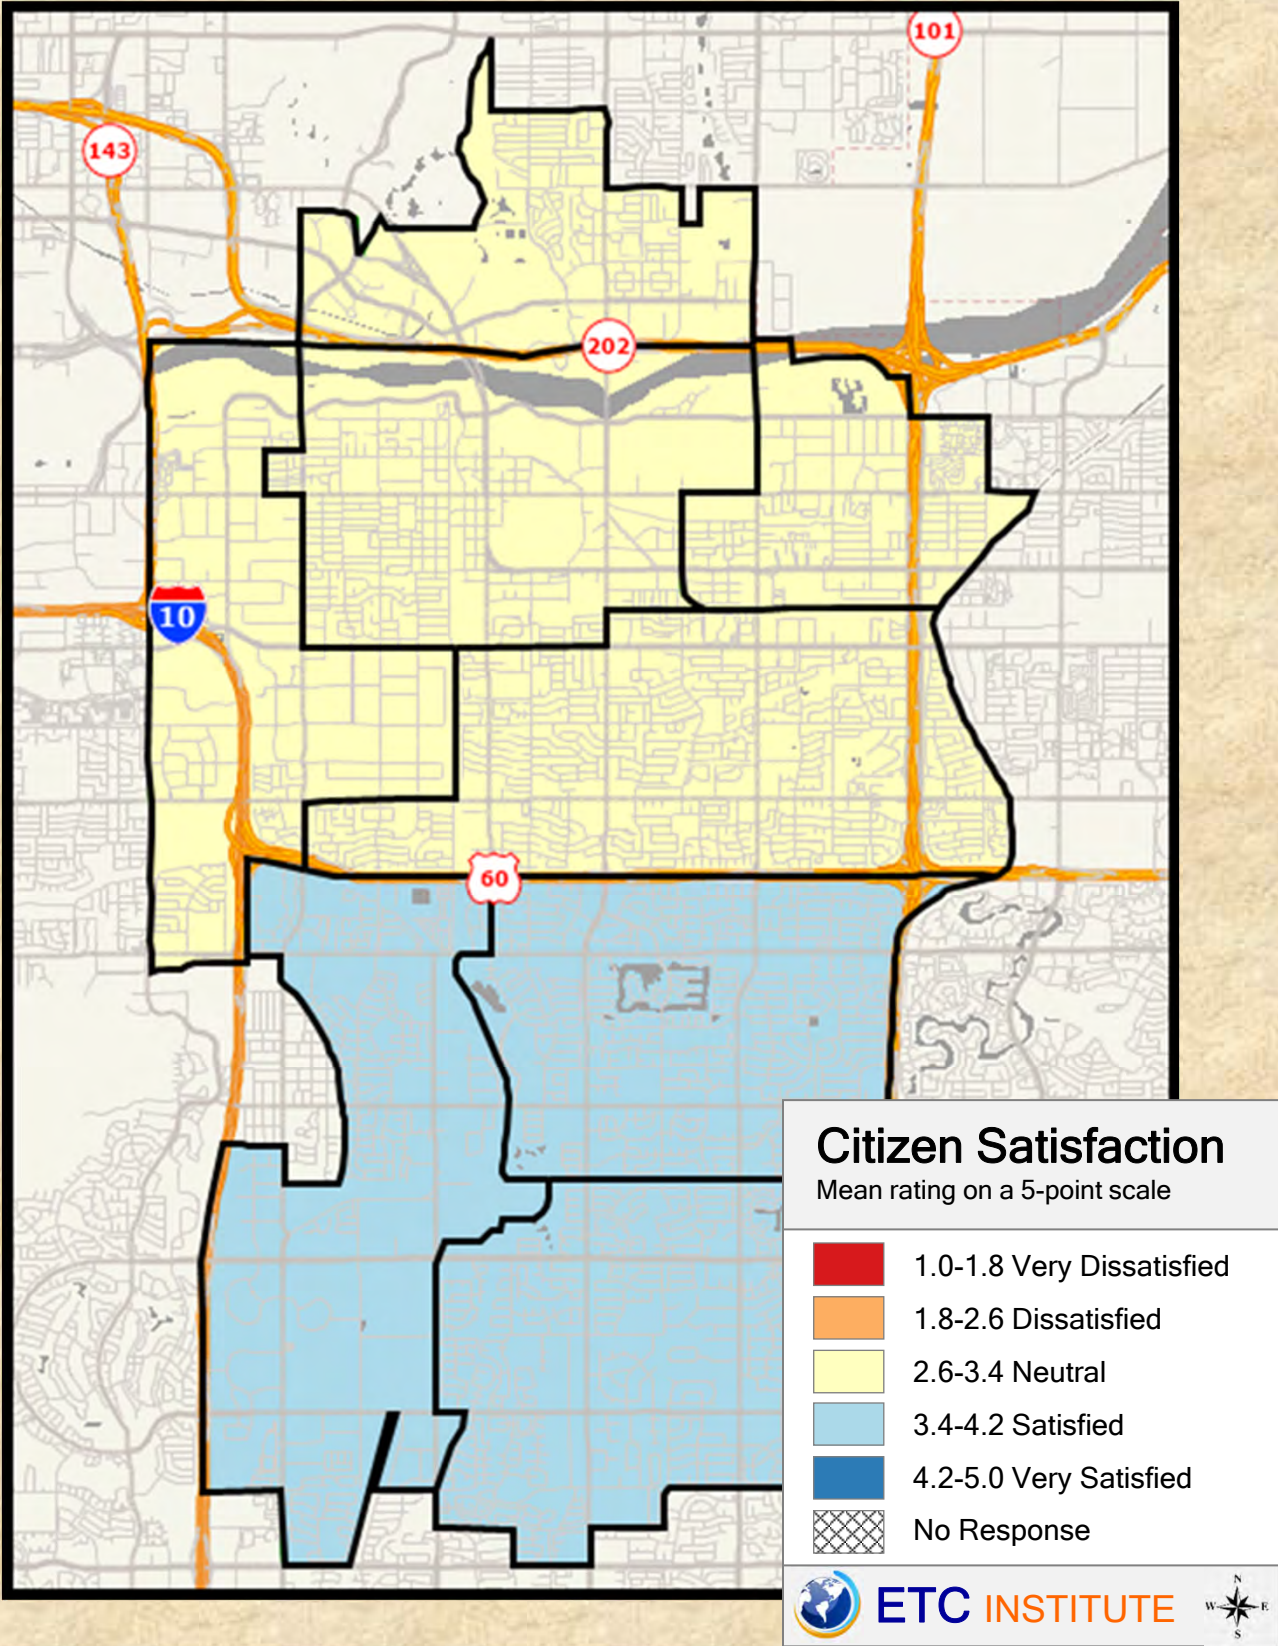 101
143
202
10
60
Citizen Satisfaction
Mean rating on a 5-point scale
1.0-1.8 Very Dissatisfied
1.8-2.6 Dissatisfied
2.6-3.4 Neutral
3.4-4.2 Satisfied
4.2-5.0 Very Satisfied
No Response
ETC INSTITUTE
N
W E
S